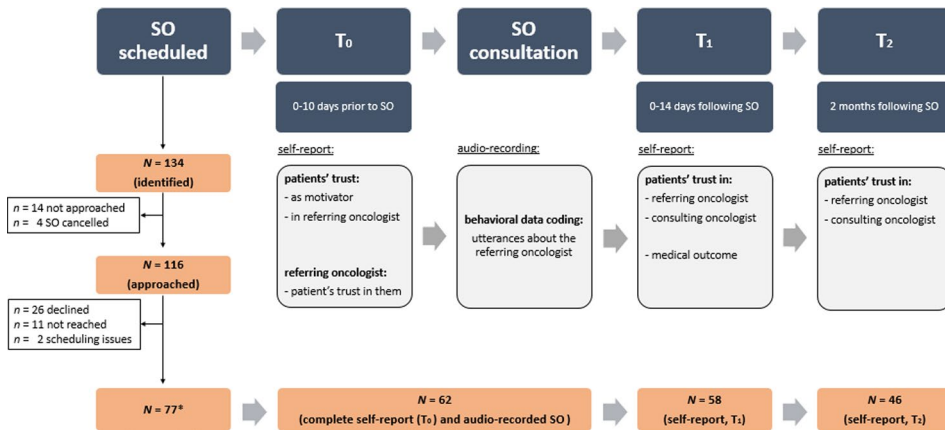 SO
scheduled
T0
SO
consultation
T1
T2
0-10 days prior to SO
0-14 days following SO
2 months following SO
self-report:
audio-recording:
self-report:
self-report:
patients' trust:
- as motivator
- in referring oncologist
referring oncologist:
- patient's trust in them
behavioral data coding:
utterances about the
referring oncologist
patients' trust in:
- referring oncologist
- consulting oncologist
- medical outcome
patients' trust in:
- referring oncologist
- consulting oncologist
N = 134
(identified)
n = 14 not approached
n = 4 SO cancelled
N = 116
(approached)
n = 26 declined
n = 11 not reached
n = 2 scheduling issues
N = 77*
N = 62
(complete self-report (T0) and audio-recorded SO)
N = 58
(self-report, T1)
N = 46
(self-report, T2)